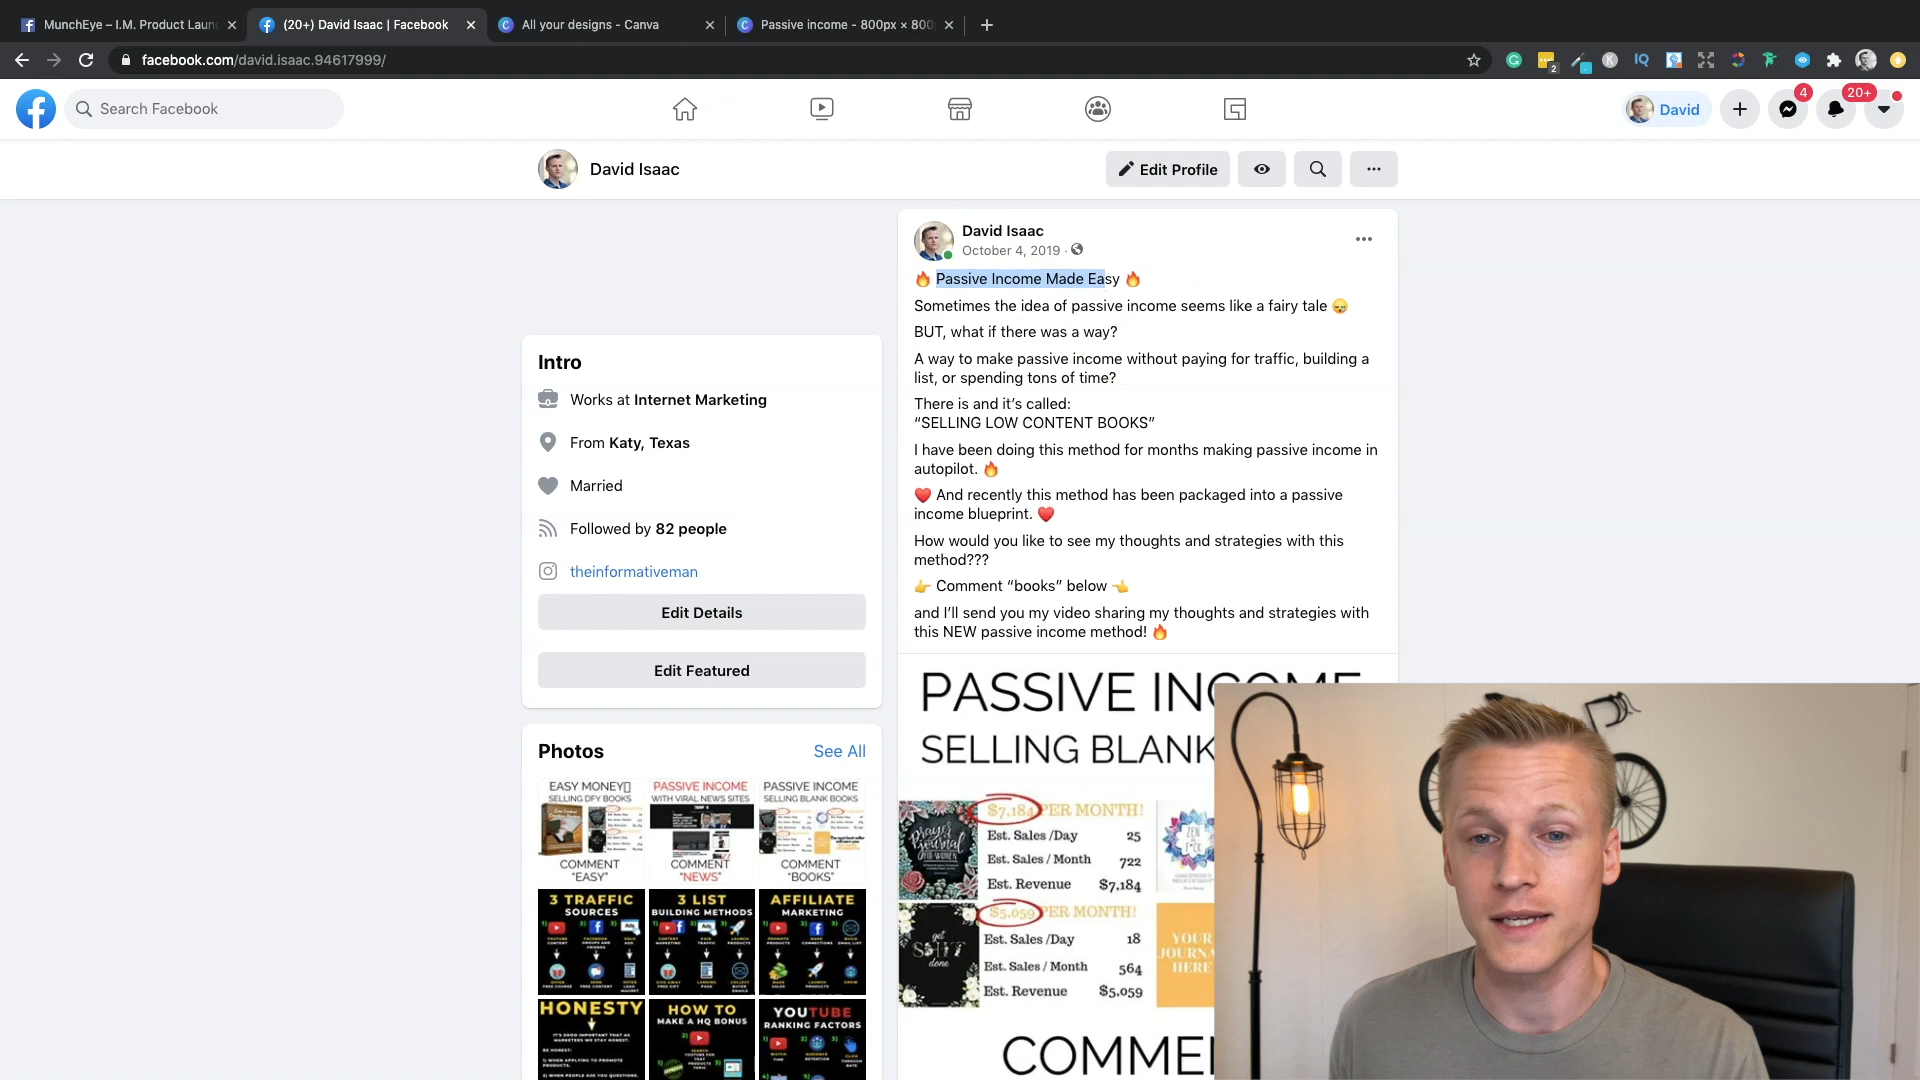 MunchEye – I.M. Product Laun
(20+) David Isaac | Facebook
All your designs - Canva
Passive income - 800px × 800
facebook.com/david.isaac.94617999/
2
IQ
Search Facebook
David
4
20+
David Isaac
Edit Profile
David Isaac
October 4, 2019 ·
🔥 Passive Income Made Easy 🔥
Sometimes the idea of passive income seems like a fairy tale 😪
BUT, what if there was a way?
A way to make passive income without paying for traffic, building a
list, or spending tons of time?
There is and it’s called:
“SELLING LOW CONTENT BOOKS”
I have been doing this method for months making passive income in
autopilot. 🔥
❤️ And recently this method has been packaged into a passive
income blueprint. ❤️
How would you like to see my thoughts and strategies with this
method???
👉 Comment “books” below 👈
and I’ll send you my video sharing my thoughts and strategies with
this NEW passive income method! 🔥
Intro
Works at Internet Marketing
From Katy, Texas
Married
Followed by 82 people
theinformativeman
Edit Details
Edit Featured
Photos
See All
EASY MONEY
SELLING DFY BOOKS
COMMENT
"EASY"
PASSIVE INCOME
WITH VIRAL NEWS SITES
COMMENT
"NEWS"
PASSIVE INCOME
SELLING BLANK BOOKS
COMMENT
"BOOKS"
3 TRAFFIC
SOURCES
3 LIST
BUILDING METHODS
AFFILIATE
MARKETING
HONESTY
HOW TO
MAKE A HQ BONUS
YOUTUBE
RANKING FACTORS
PASSIVE INCOME
SELLING BLANK
Prayer
Journal
FOR WOMEN
$7,184 PER MONTH!
Est. Sales /Day 25
Est. Sales / Month 722
Est. Revenue $7,184
get
done
$5,059 PER MONTH!
Est. Sales /Day 18
Est. Sales / Month 564
Est. Revenue $5,059
YOUR
JOURNA
HERE
COMME